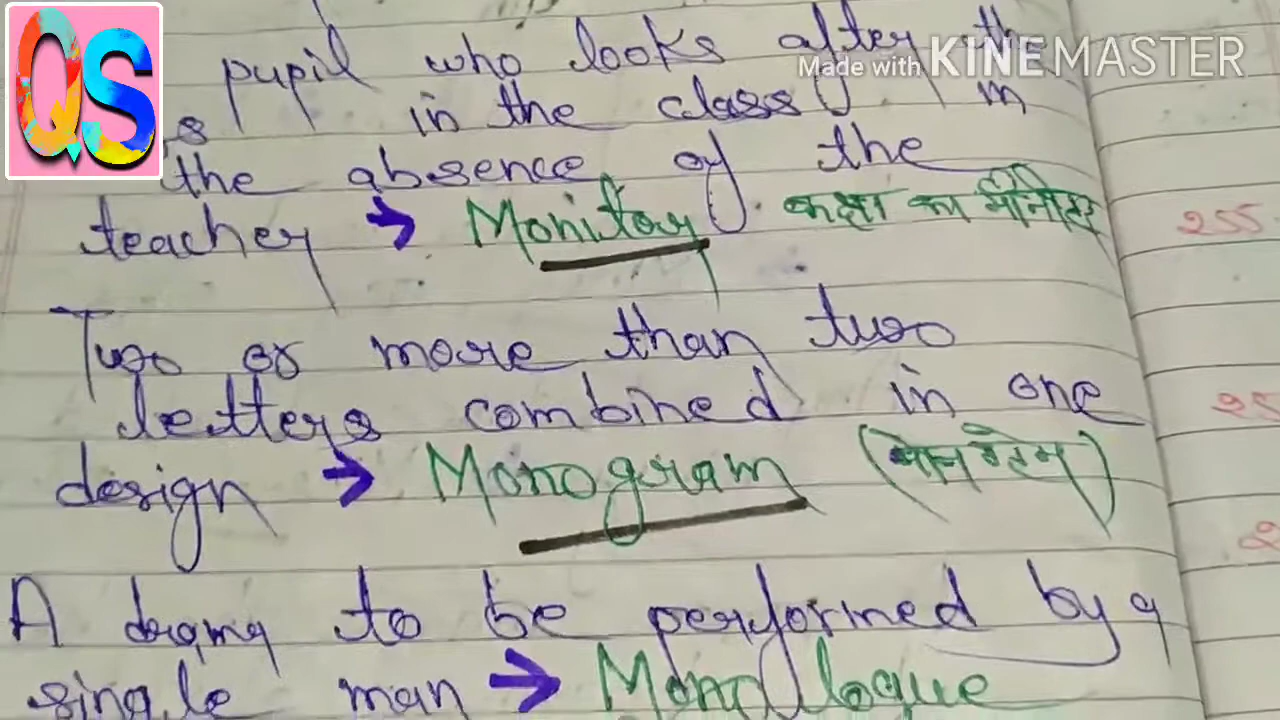 QS
Made with KINEMASTER
pupil who looks after the
in the class in
the absence of the
teacher → Monitor कक्षा का मॉनीटर
255
Two or more than two
letters combined in one
design → Monogram
A drama to be performed by a
single man → Monologue